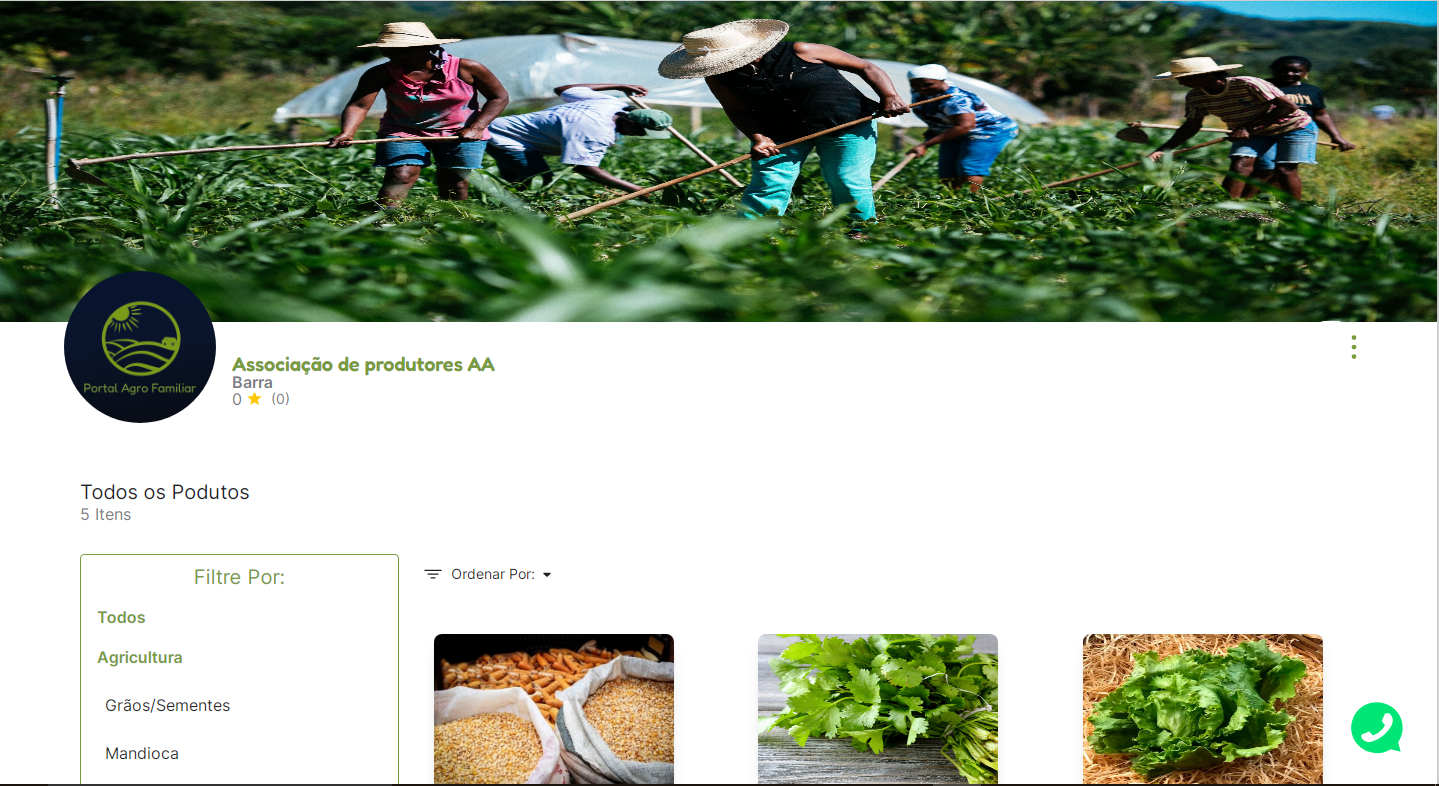 Portal Agro Familiar
Associação de produtores AA
Barra
0 (0)
Todos os Podutos
5 Itens
Filtre Por:
Todos
Agricultura
Grãos/Sementes
Mandioca
Ordenar Por: